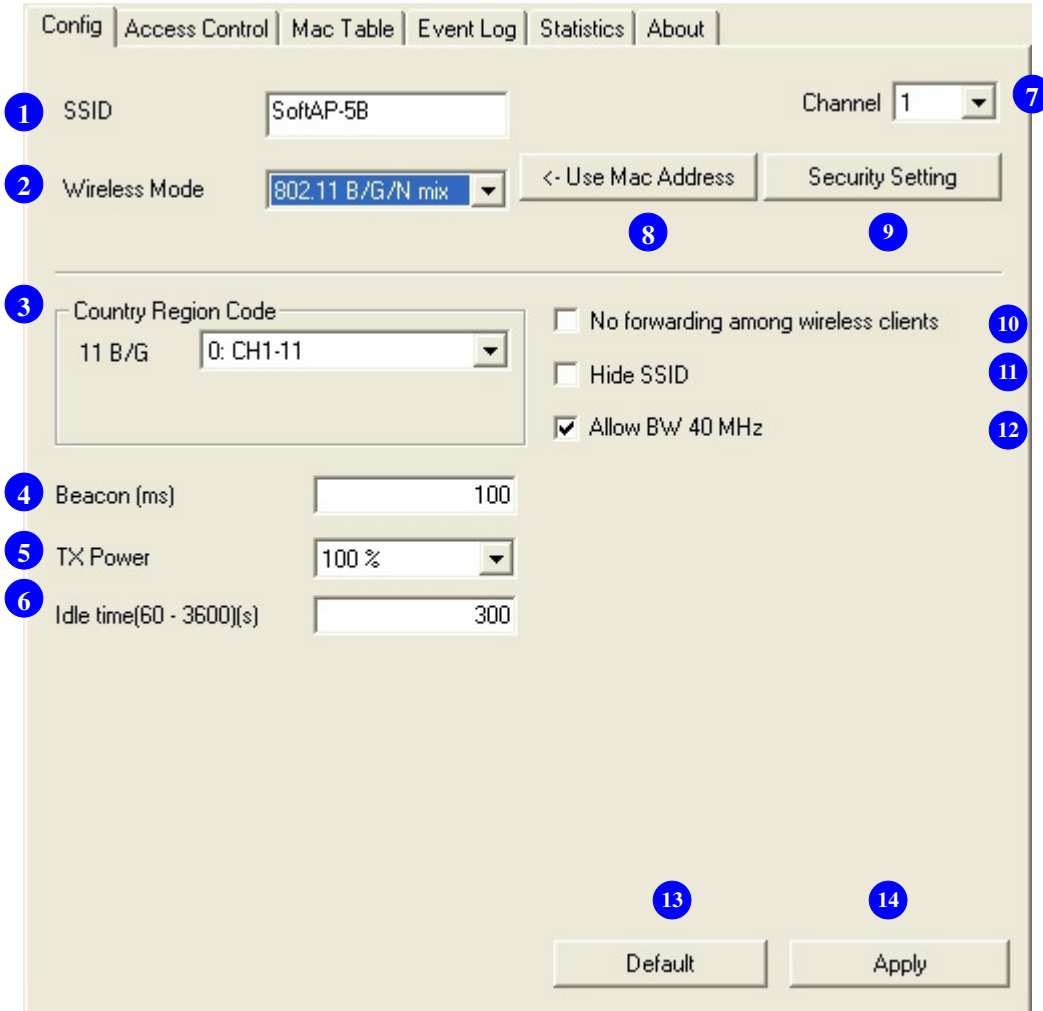 Config Access Control Mac Table Event Log Statistics About
1 SSID SoftAP-5B Channel 1 7
2 Wireless Mode 802.11 B/G/N mix <- Use Mac Address Security Setting
8 9
3 Country Region Code
11 B/G 0: CH1-11
No forwarding among wireless clients 10
Hide SSID 11
Allow BW 40 MHz 12
4 Beacon (ms) 100
5 TX Power 100 %
6 Idle time(60 - 3600)(s) 300
13 14
Default Apply